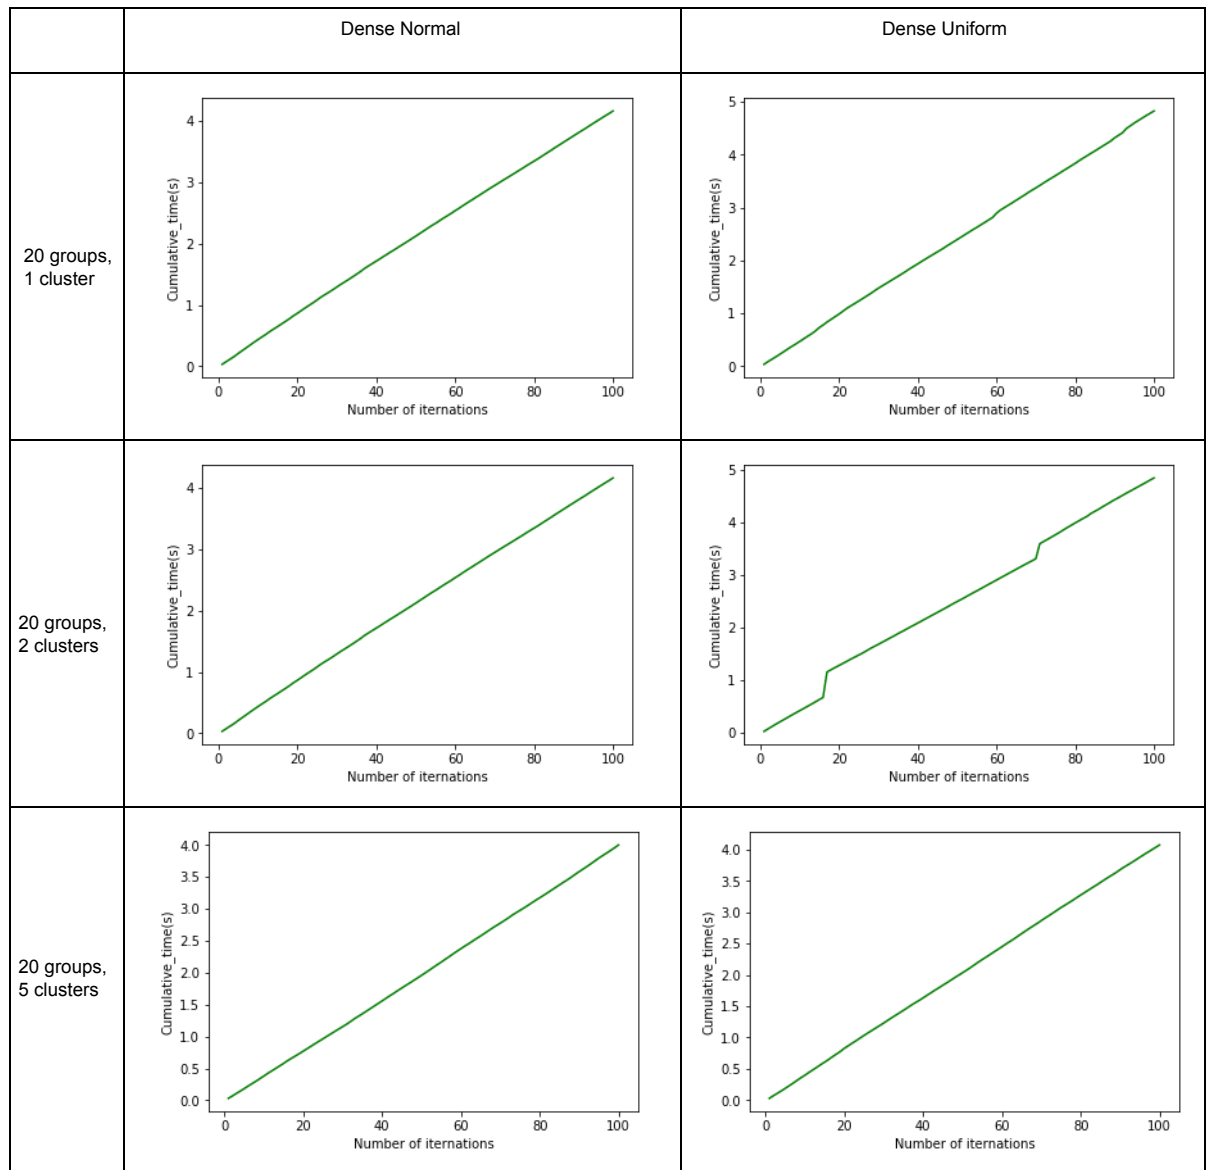 Dense Normal
Dense Uniform
20 groups,
1 cluster
Cumulative_time(s)
4
3
2
1
0
0 20 40 60 80 100
Number of iternations
Cumulative_time(s)
5
4
3
2
1
0
0 20 40 60 80 100
Number of iternations
20 groups,
2 clusters
Cumulative_time(s)
4
3
2
1
0
0 20 40 60 80 100
Number of iternations
Cumulative_time(s)
5
4
3
2
1
0
0 20 40 60 80 100
Number of iternations
20 groups,
5 clusters
Cumulative_time(s)
4.0
3.5
3.0
2.5
2.0
1.5
1.0
0.5
0.0
0 20 40 60 80 100
Number of iternations
Cumulative_time(s)
4.0
3.5
3.0
2.5
2.0
1.5
1.0
0.5
0.0
0 20 40 60 80 100
Number of iternations